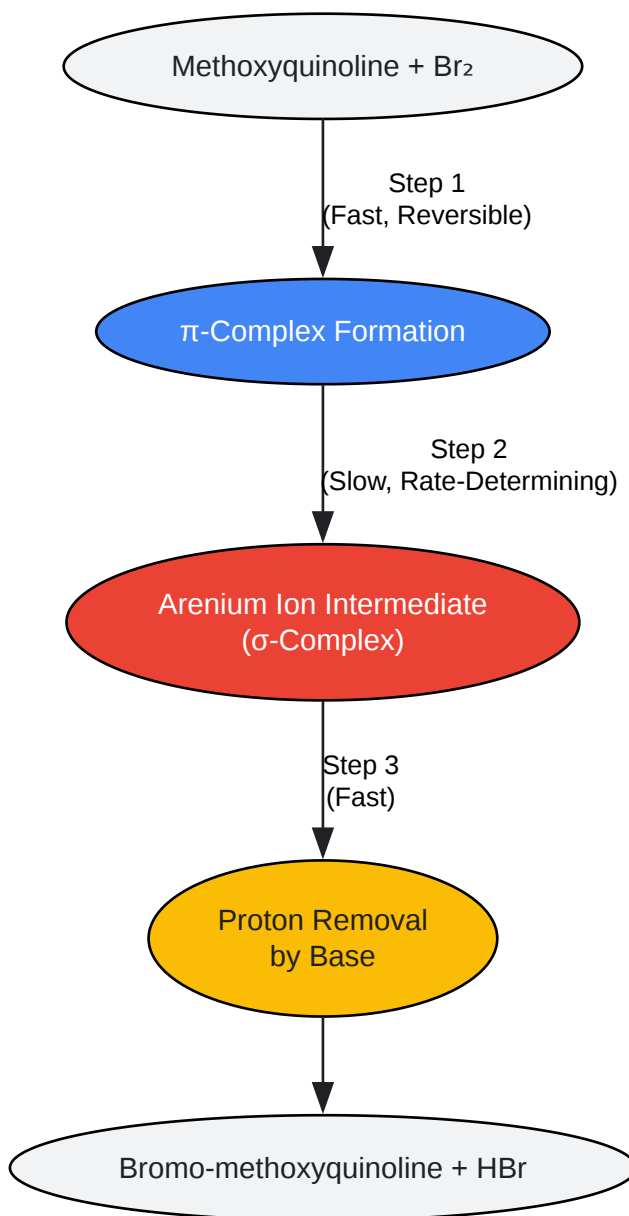 Methoxyquinoline + Br₂
Step 1
(Fast, Reversible)
π-Complex Formation
Step 2
(Slow, Rate-Determining)
Arenium Ion Intermediate
(σ-Complex)
Step 3
(Fast)
Proton Removal
by Base
Bromo-methoxyquinoline + HBr